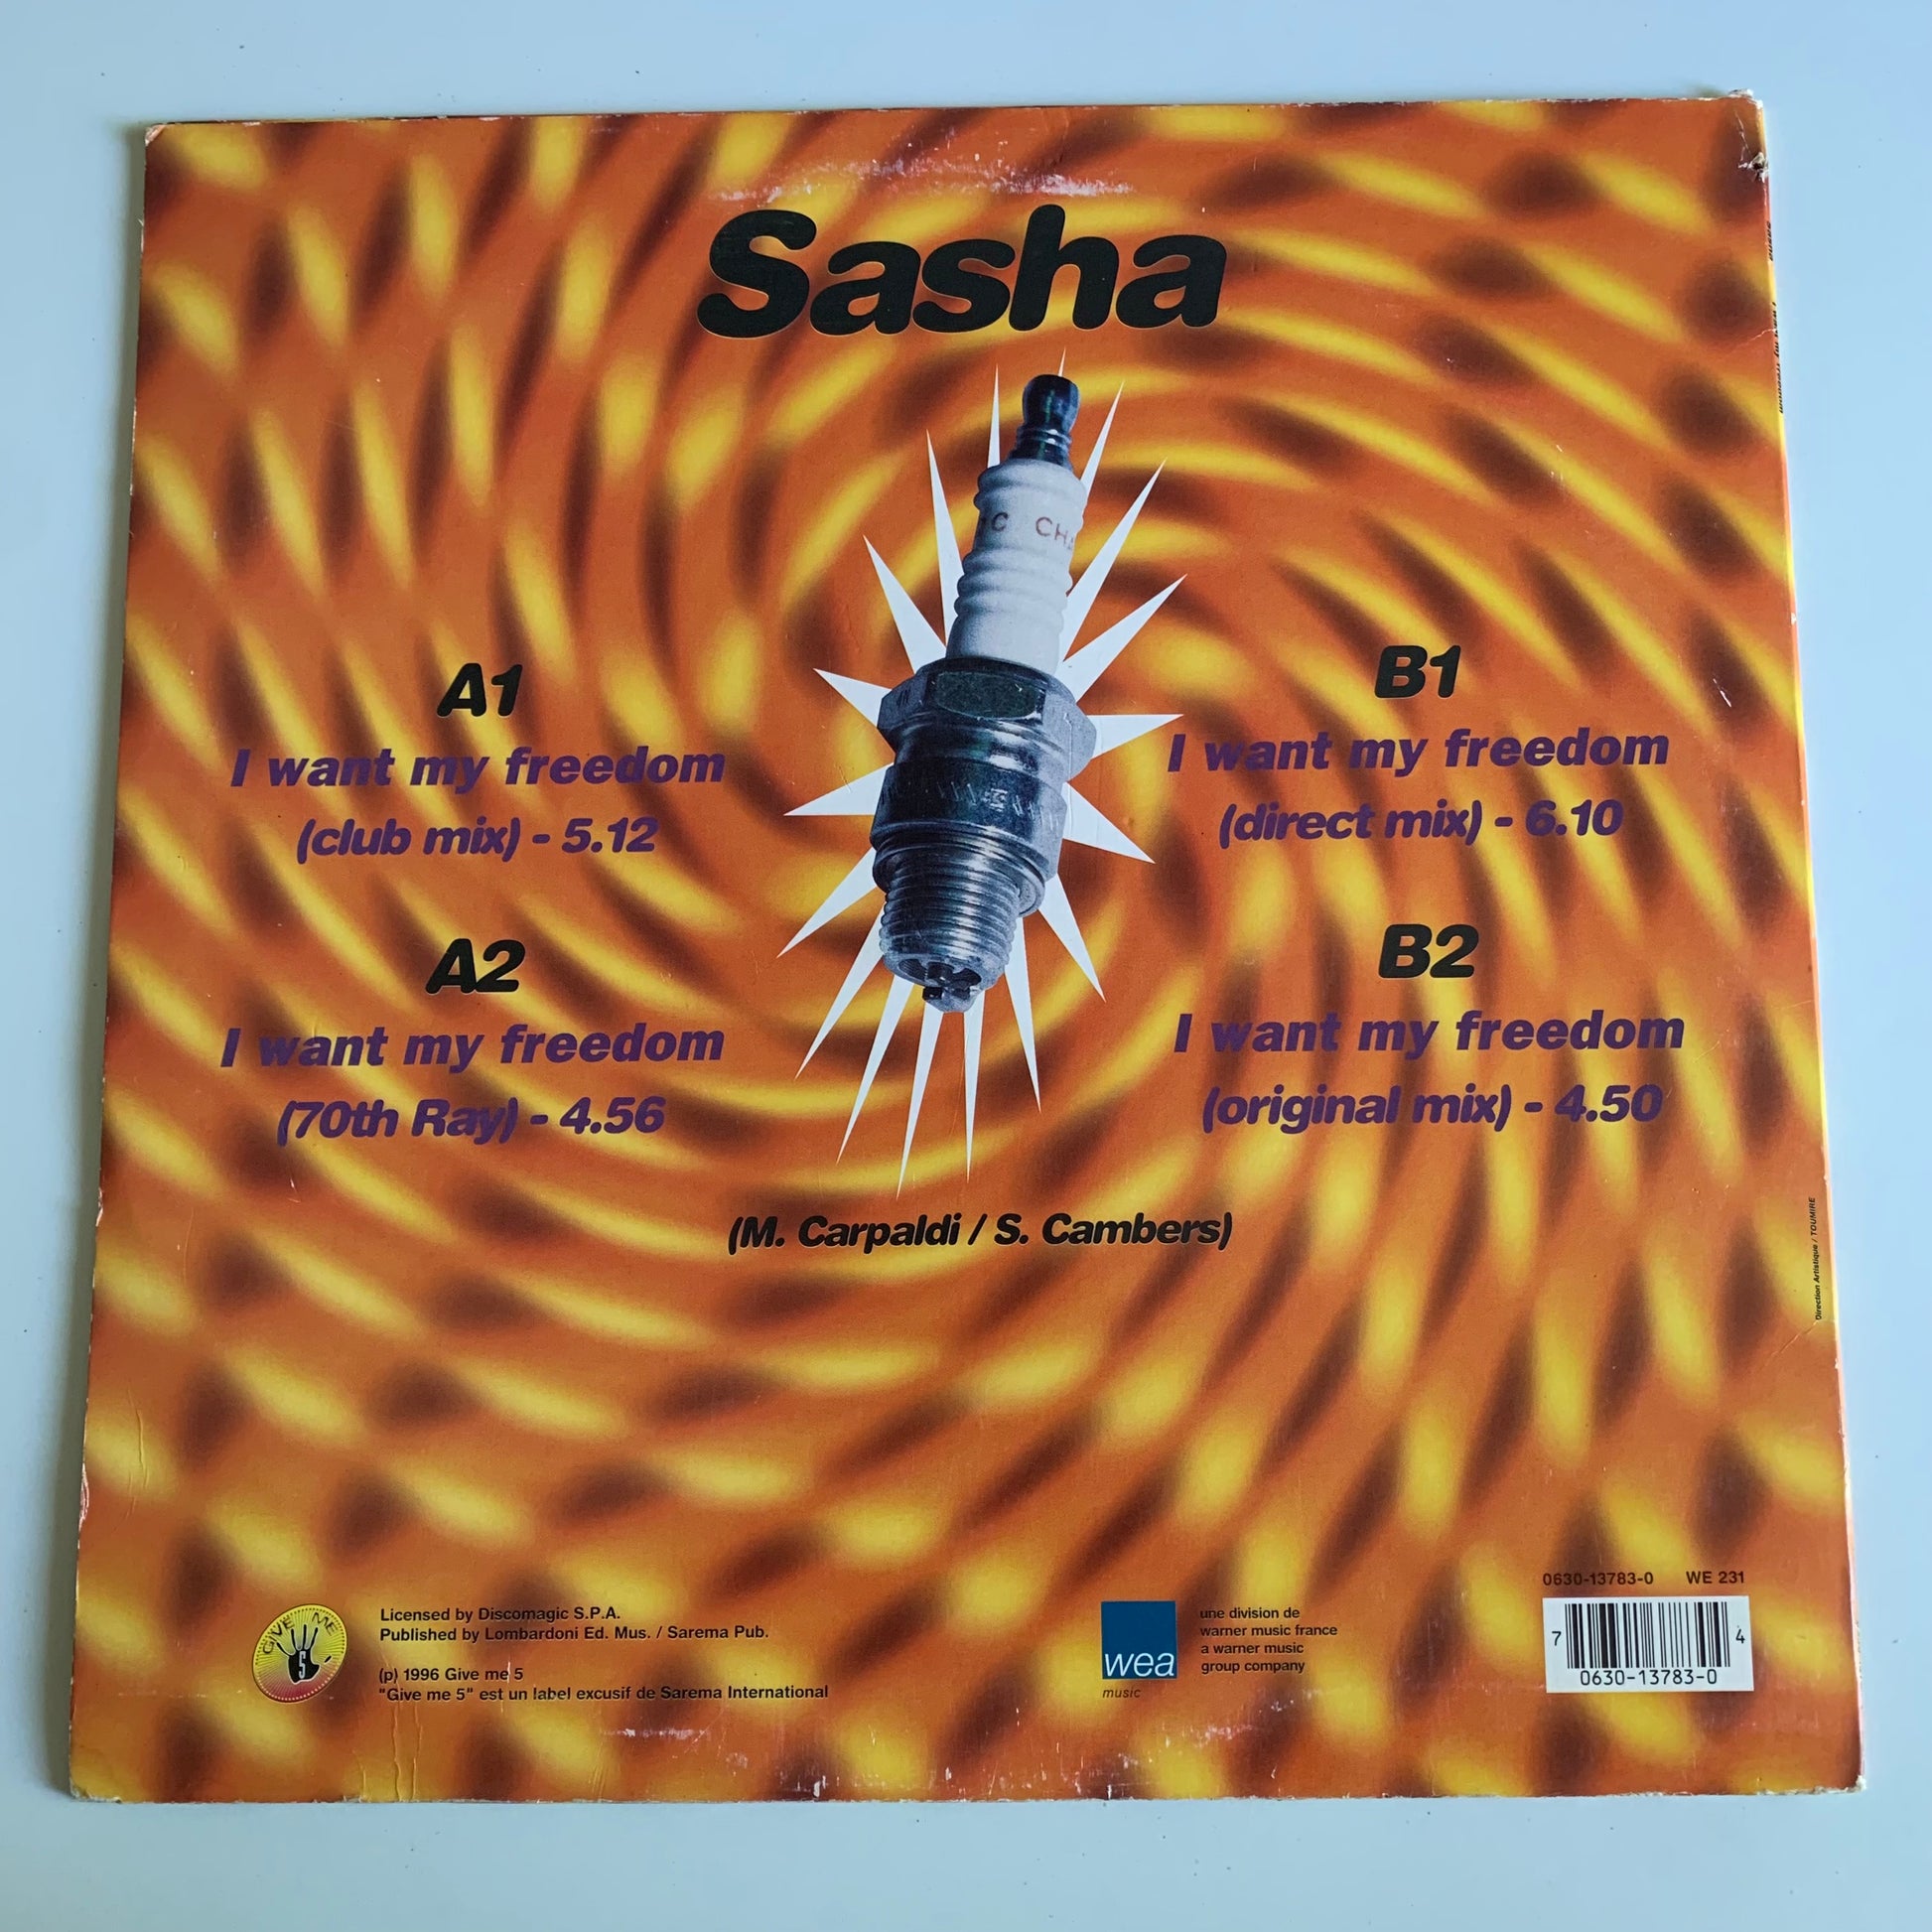 Sasha
C CHA
A1
I want my freedom
(club mix) - 5.12
A2
I want my freedom
(70th Ray) - 4.56
B1
I want my freedom
(direct mix) - 6.10
B2
I want my freedom
(original mix) - 4.50
(M. Carpaldi / S. Cambers)
Direction Artistique / TOUMIRE
GIVE ME
5
Licensed by Discomagic S.P.A.
Published by Lombardoni Ed. Mus. / Sarema Pub.
(p) 1996 Give me 5
"Give me 5" est un label excusif de Sarema International
wea
music
une division de
warner music france
a warner music
group company
0630-13783-0 WE 231
7 4
0630-13783-0